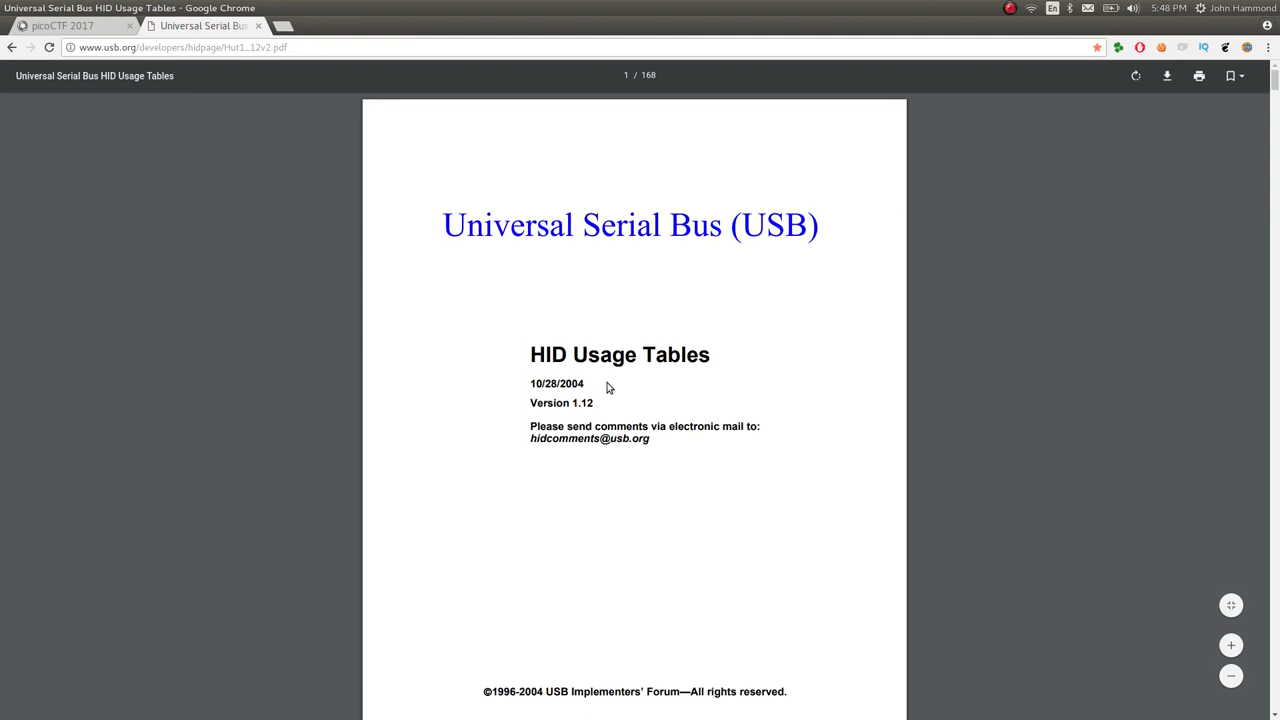 Universal Serial Bus HID Usage Tables - Google Chrome
En
5:48 PM
John Hammond
picoCTF 2017
Universal Serial Bus
www.usb.org/developers/hidpage/Hut1_12v2.pdf
IQ
Universal Serial Bus HID Usage Tables
1 / 168
Universal Serial Bus (USB)
HID Usage Tables
10/28/2004
Version 1.12
Please send comments via electronic mail to:
hidcomments@usb.org
©1996-2004 USB Implementers' Forum—All rights reserved.